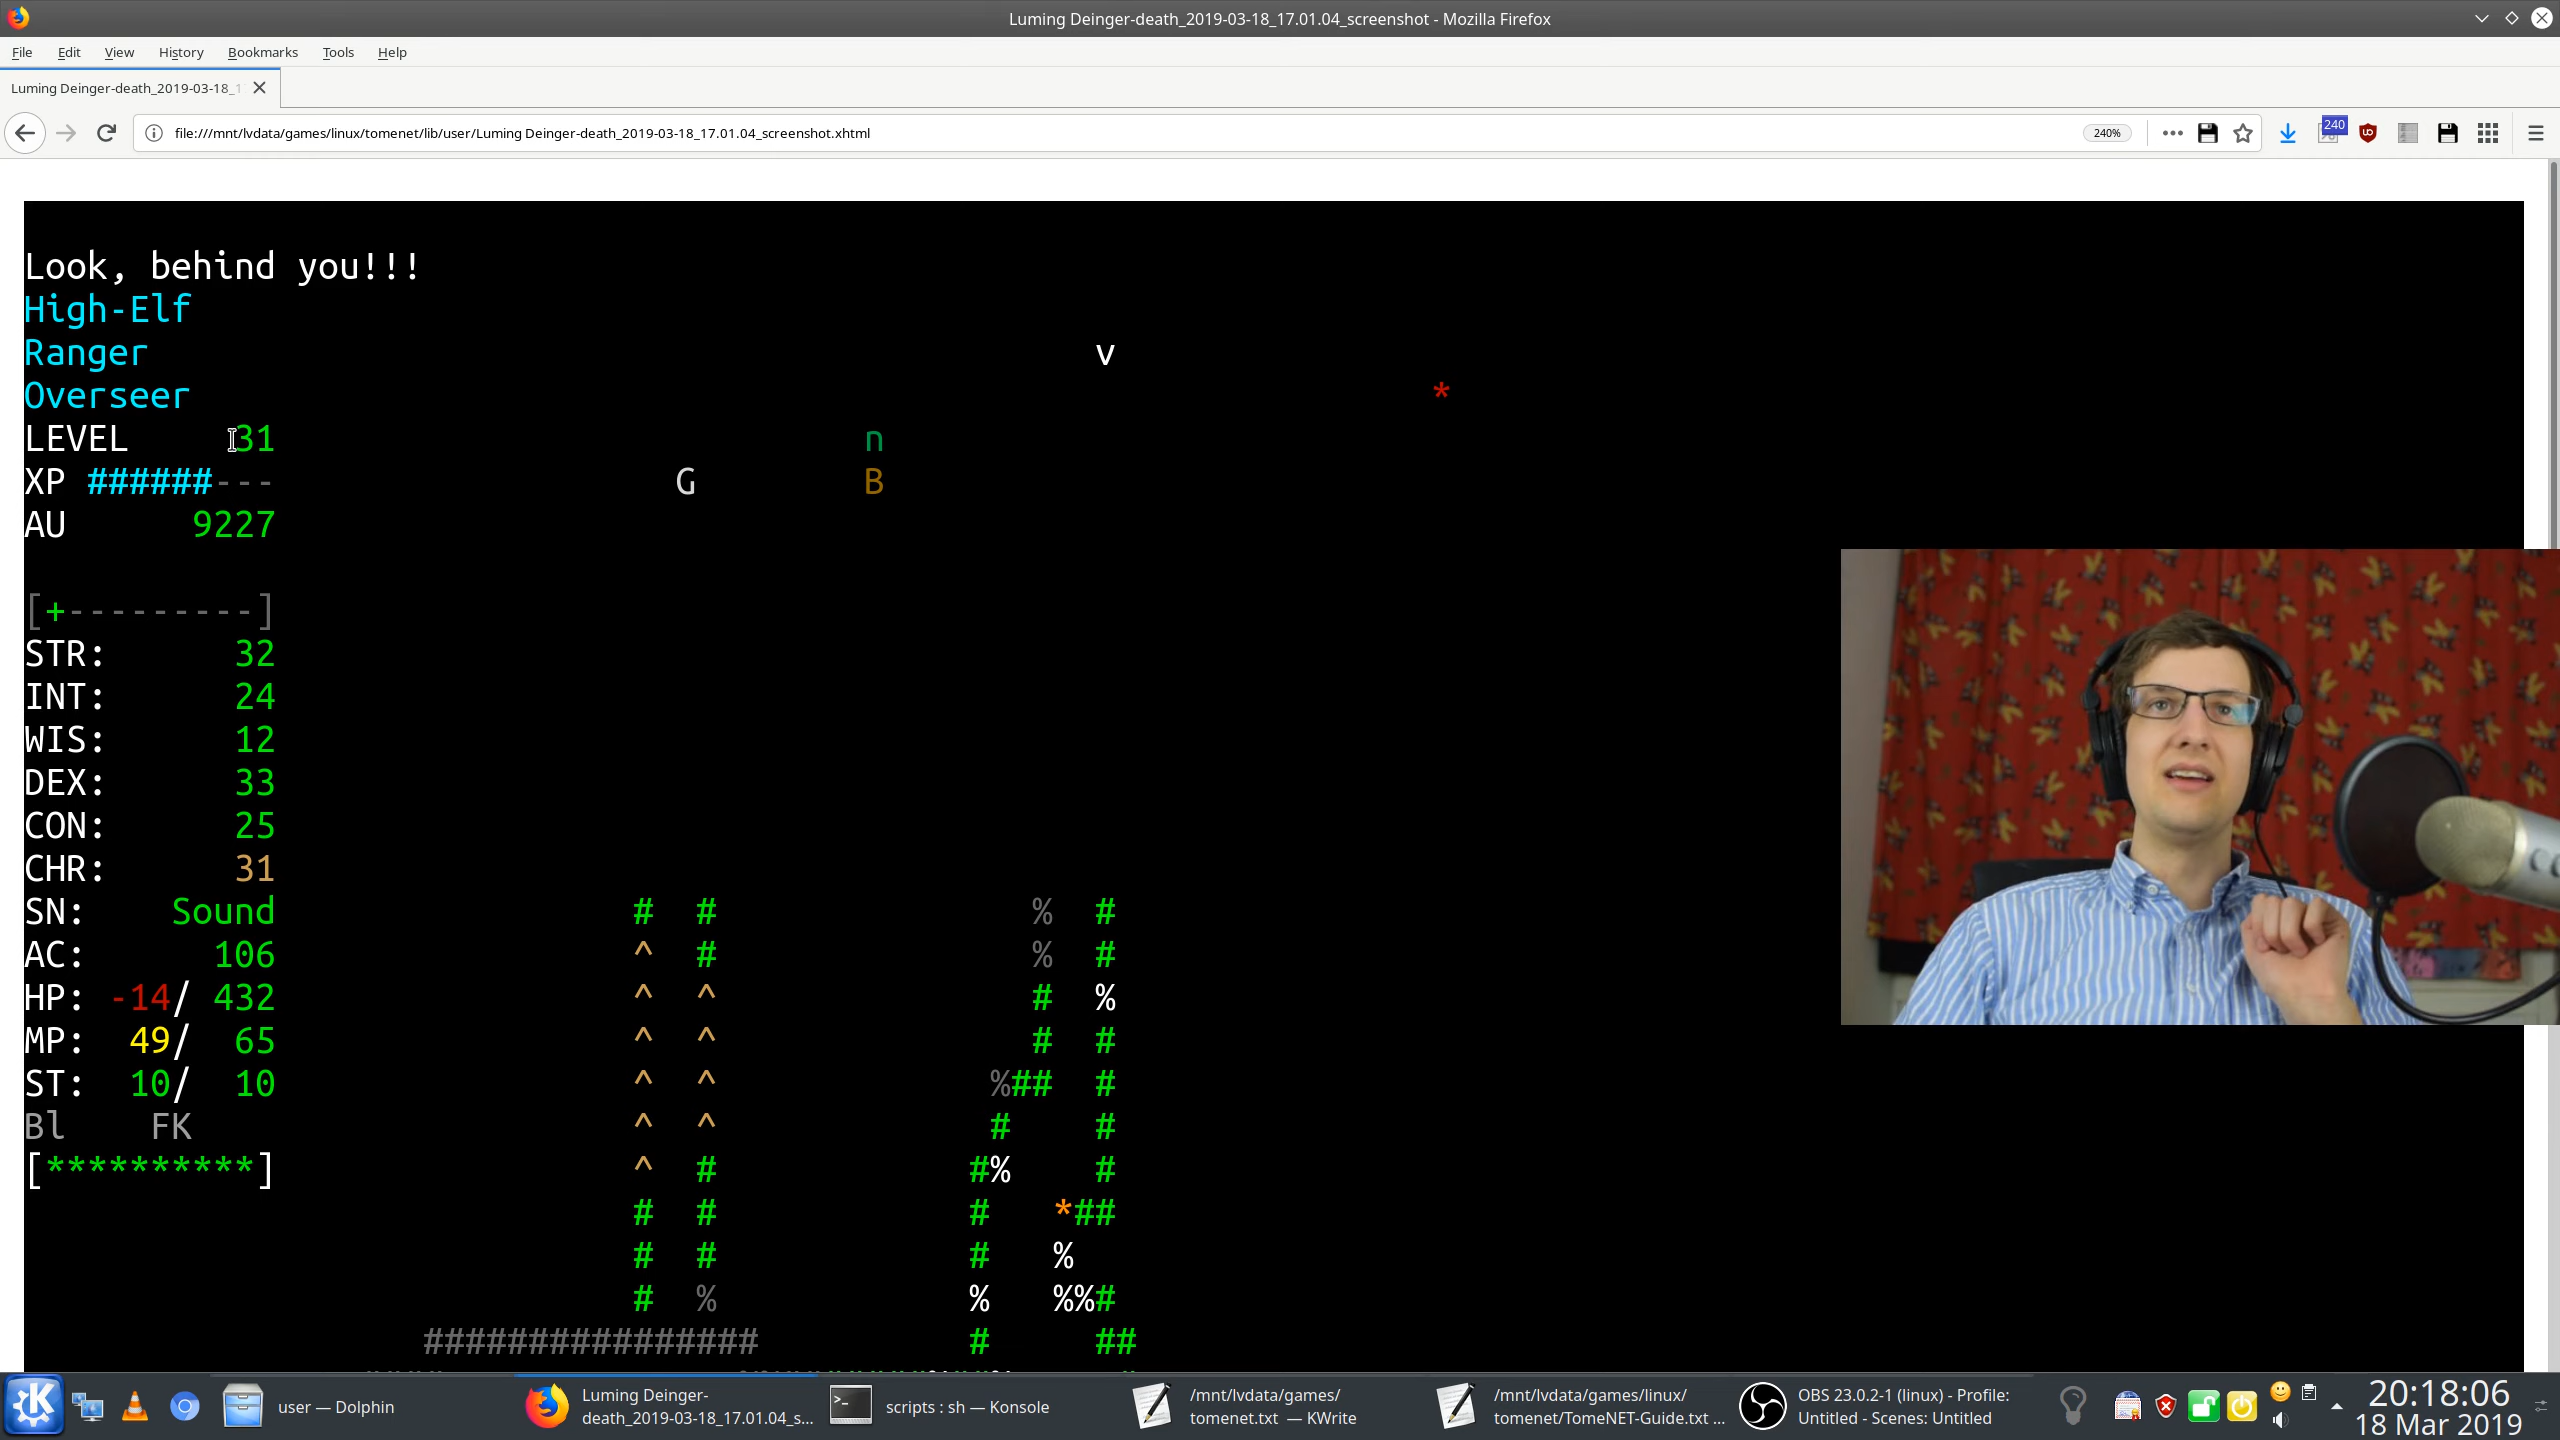 Luming Deinger-death_2019-03-18_17.01.04_screenshot - Mozilla Firefox
File Edit View History Bookmarks Tools Help
Luming Deinger-death_2019-03-18_1
file:///mnt/lvdata/games/linux/tomenet/lib/user/Luming Deinger-death_2019-03-18_17.01.04_screenshot.xhtml 240% 240
Look, behind you!!!
High-Elf
Ranger v
Overseer *
LEVEL 31 n
XP ######--- G B
AU 9227
[+---------]
STR: 32
INT: 24
WIS: 12
DEX: 33
CON: 25
CHR: 31
SN: Sound # # % #
AC: 106 ^ # % #
HP: -14/ 432 ^ ^ # %
MP: 49/ 65 ^ ^ # #
ST: 10/ 10 ^ ^ %## #
Bl FK ^ ^ # #
[**********] ^ # #% #
# # # *##
# # # %
# % % %%#
################ # ##
user — Dolphin
Luming Deinger-
death_2019-03-18_17.01.04_s...
scripts : sh — Konsole
/mnt/lvdata/games/
tomenet.txt — KWrite
/mnt/lvdata/games/linux/
tomenet/TomeNET-Guide.txt ...
OBS 23.0.2-1 (linux) - Profile:
Untitled - Scenes: Untitled
20:18:06
18 Mar 2019